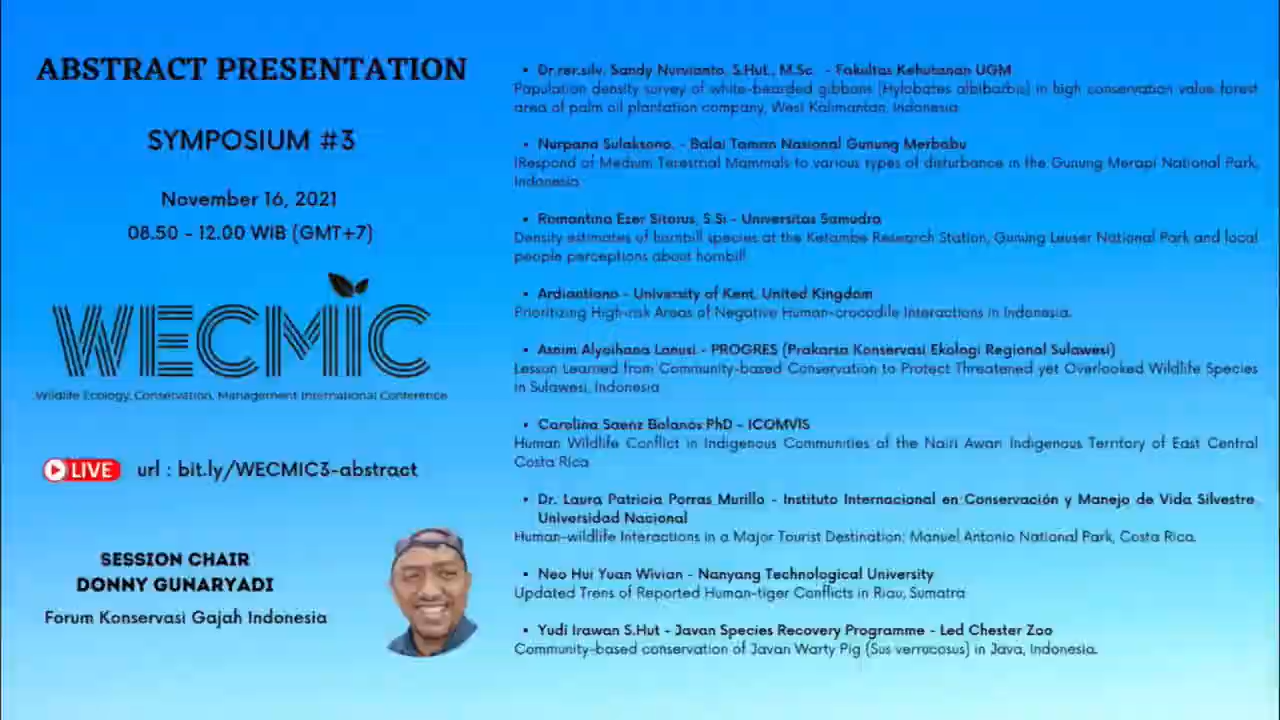 ABSTRACT PRESENTATION
SYMPOSIUM #3
November 16, 2021
08.50 - 12.00 WIB (GMT+7)
WECMIC
Wildlife Ecology, Conservation, Management International Conference
LIVE url : bit.ly/WECMIC3-abstract
SESSION CHAIR
DONNY GUNARYADI
Forum Konservasi Gajah Indonesia
• Dr.rer.silv. Sandy Nurvianto, S.Hut., M.Sc. - Fakultas Kehutanan UGM
Population density survey of white-bearded gibbons (Hylobates albibarbis) in high conservation value forest
area of palm oil plantation company, West Kalimantan, Indonesia
• Nurpana Sulaksono. - Balai Taman Nasional Gunung Merbabu
IRespond of Medium Terestrial Mammals to various types of disturbance in the Gunung Merapi National Park,
Indonesia
• Romantina Ezer Sitorus, S.Si - Universitas Samudra
Density estimates of hornbill species at the Ketambe Research Station, Gunung Leuser National Park and local
people perceptions about hornbill
• Ardiantiono - University of Kent, United Kingdom
Prioritizing High-risk Areas of Negative Human-crocodile Interactions in Indonesia.
• Asnim Alyoihana Lanusi - PROGRES (Prakarsa Konservasi Ekologi Regional Sulawesi)
Lesson Learned from Community-based Conservation to Protect Threatened yet Overlooked Wildlife Species
in Sulawesi, Indonesia
• Carolina Saenz Bolanos PhD - ICOMVIS
Human Wildlife Conflict in Indigenous Communities of the Nairi Awari Indigenous Territory of East Central
Costa Rica
• Dr. Laura Patricia Porras Murillo - Instituto Internacional en Conservación y Manejo de Vida Silvestre
Universidad Nacional
Human-wildlife Interactions in a Major Tourist Destination: Manuel Antonio National Park, Costa Rica.
• Neo Hui Yuan Wivian - Nanyang Technological University
Updated Trens of Reported Human-tiger Conflicts in Riau, Sumatra
• Yudi Irawan S.Hut - Javan Species Recovery Programme - Led Chester Zoo
Community-based conservation of Javan Warty Pig (Sus verrucosus) in Java, Indonesia.